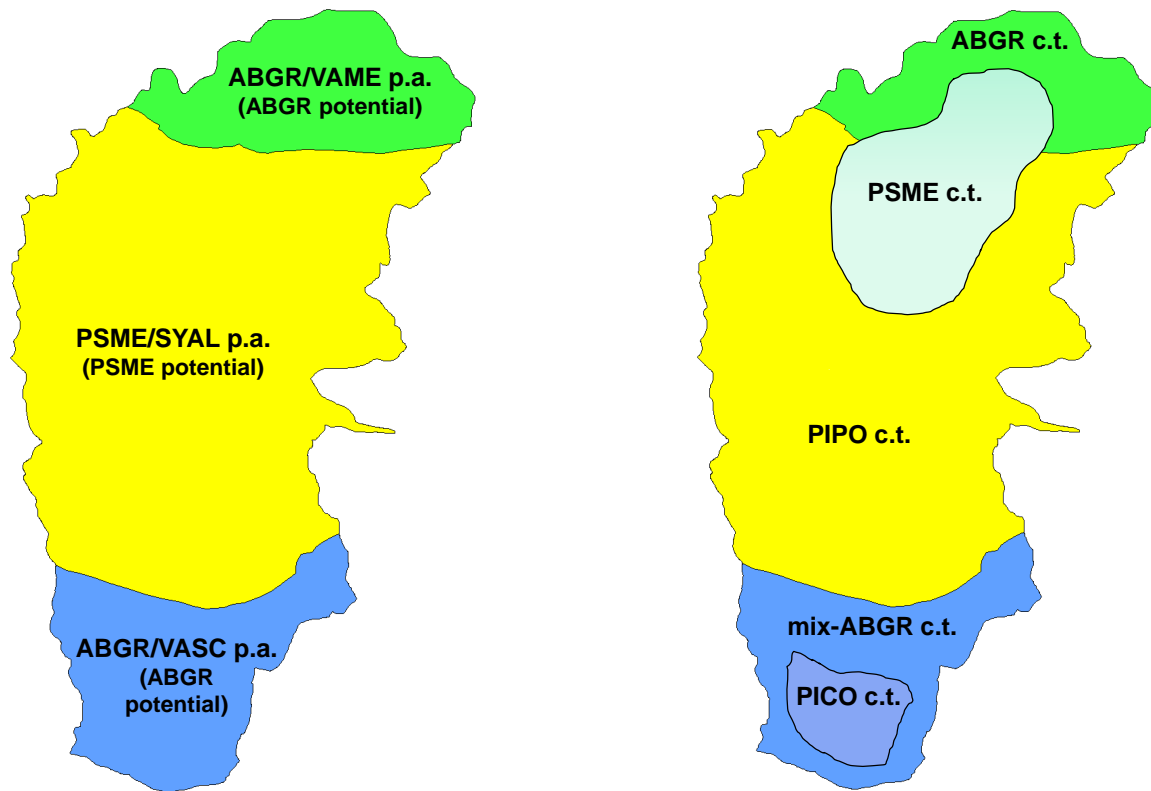 ABGR/VAME p.a.
(ABGR potential)
PSME/SYAL p.a.
(PSME potential)
ABGR/VASC p.a.
(ABGR
potential)
ABGR c.t.
PSME c.t.
PIPO c.t.
mix-ABGR c.t.
PICO c.t.